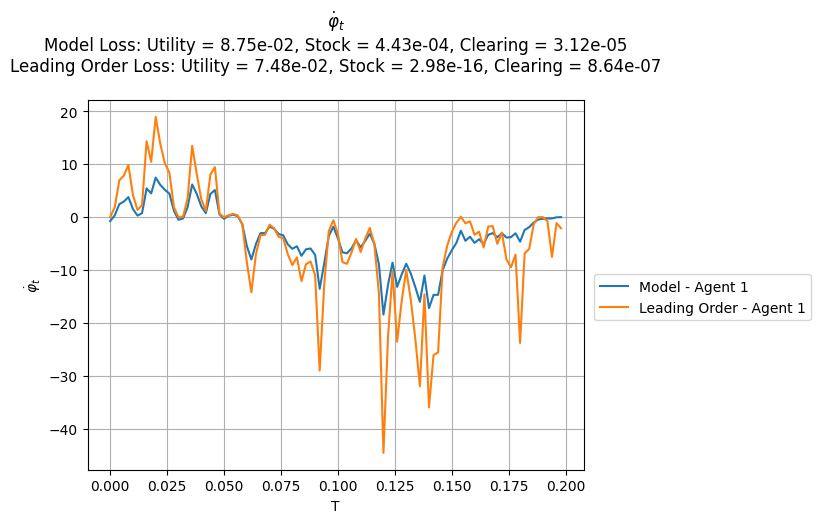 φ̇ₜ
Model Loss: Utility = 8.75e-02, Stock = 4.43e-04, Clearing = 3.12e-05
Leading Order Loss: Utility = 7.48e-02, Stock = 2.98e-16, Clearing = 8.64e-07
20
10
0
−10
−20
−30
−40
φ̇ₜ
0.000 0.025 0.050 0.075 0.100 0.125 0.150 0.175 0.200
T
Model - Agent 1
Leading Order - Agent 1